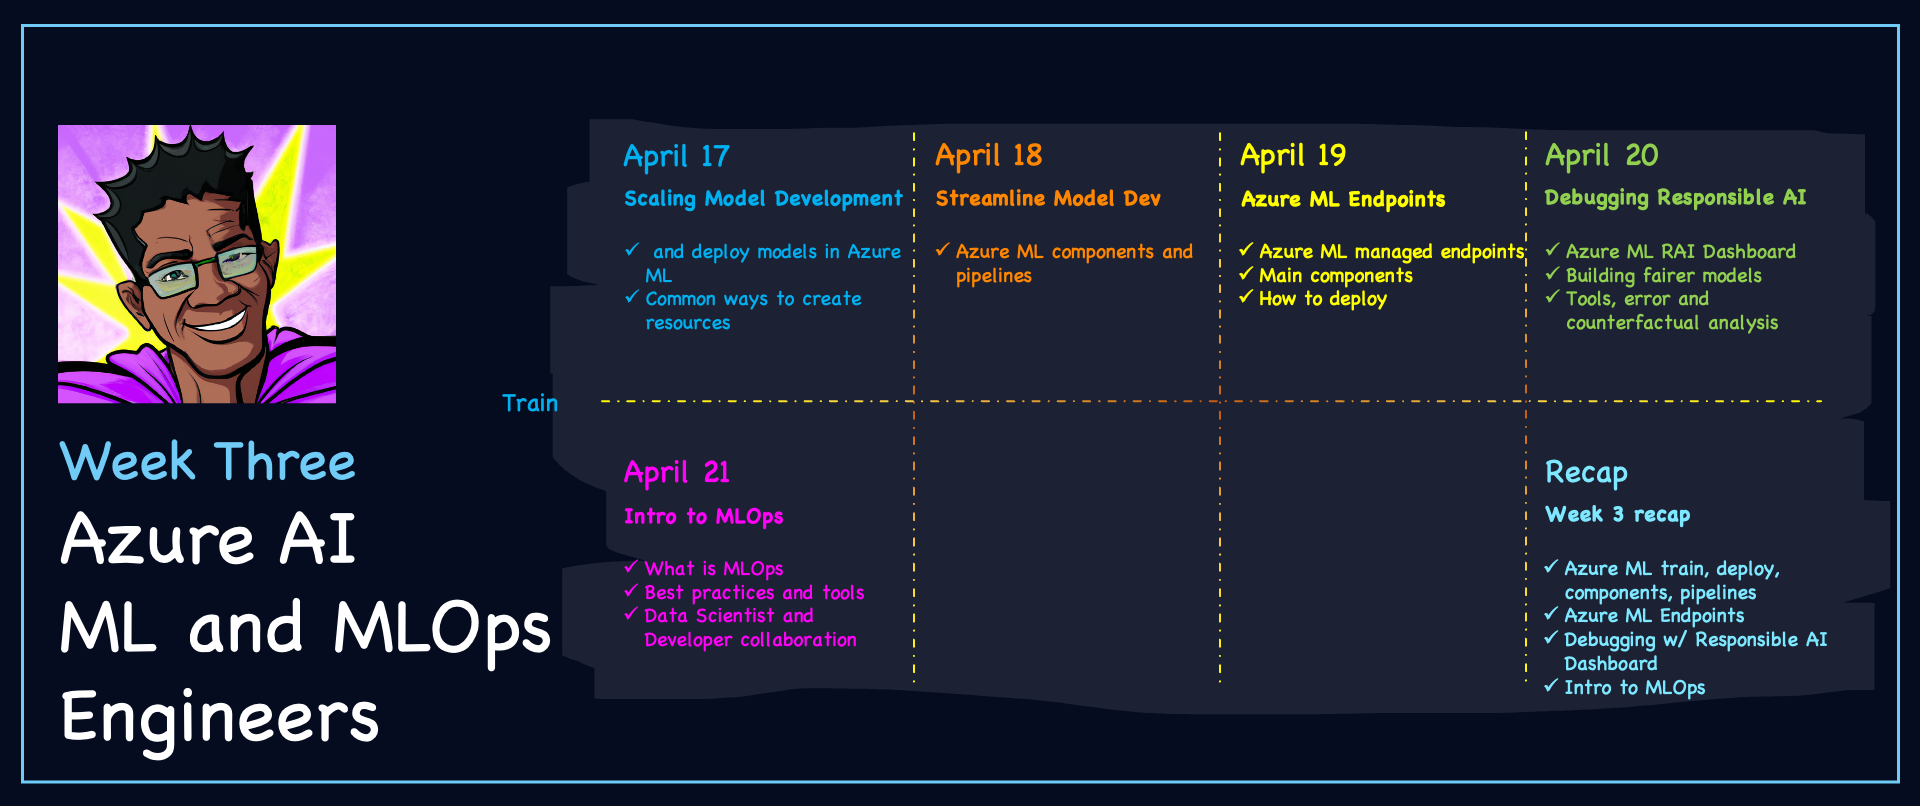 Week Three
Azure AI
ML and MLOps
Engineers
April 17
Scaling Model Development
✓ and deploy models in Azure
ML
✓ Common ways to create
resources
April 18
Streamline Model Dev
✓ Azure ML components and
pipelines
April 19
Azure ML Endpoints
✓ Azure ML managed endpoints
✓ Main components
✓ How to deploy
April 20
Debugging Responsible AI
✓ Azure ML RAI Dashboard
✓ Building fairer models
✓ Tools, error and
counterfactual analysis
Train
April 21
Intro to MLOps
✓ What is MLOps
✓ Best practices and tools
✓ Data Scientist and
Developer collaboration
Recap
Week 3 recap
✓ Azure ML train, deploy,
components, pipelines
✓ Azure ML Endpoints
✓ Debugging w/ Responsible AI
Dashboard
✓ Intro to MLOps